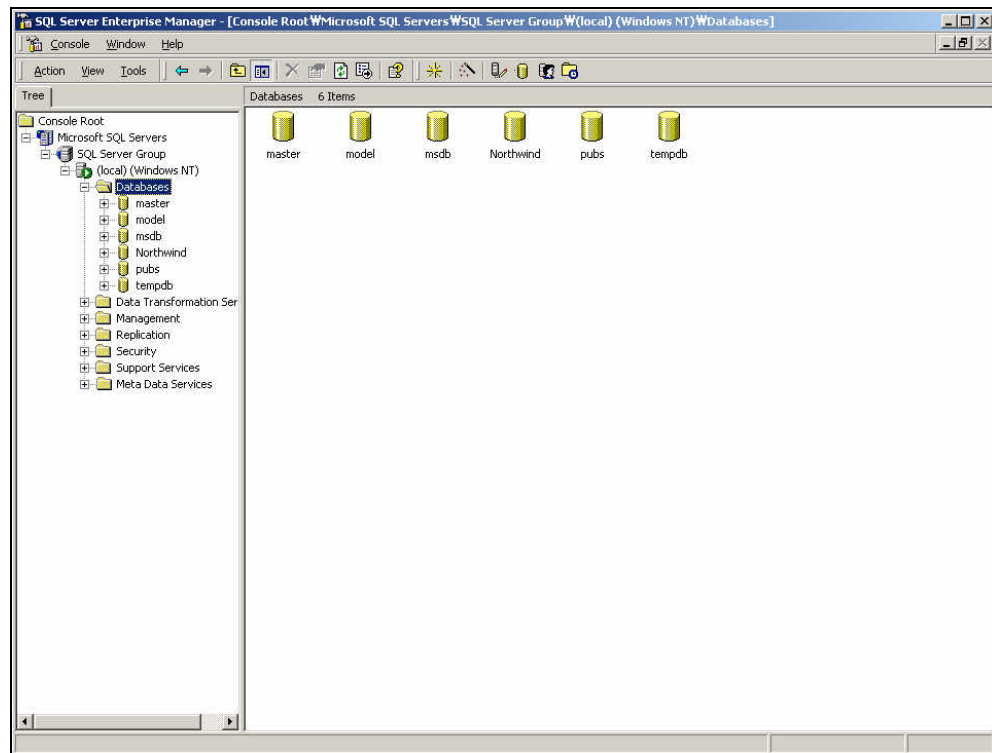 SQL Server Enterprise Manager - [Console Root₩Microsoft SQL Servers₩SQL Server Group₩(local) (Windows NT)₩Databases]
Console Window Help
Action View Tools
Tree
Databases 6 Items
Console Root
Microsoft SQL Servers
SQL Server Group
(local) (Windows NT)
Databases
master
model
msdb
Northwind
pubs
tempdb
Data Transformation Ser
Management
Replication
Security
Support Services
Meta Data Services
master model msdb Northwind pubs tempdb